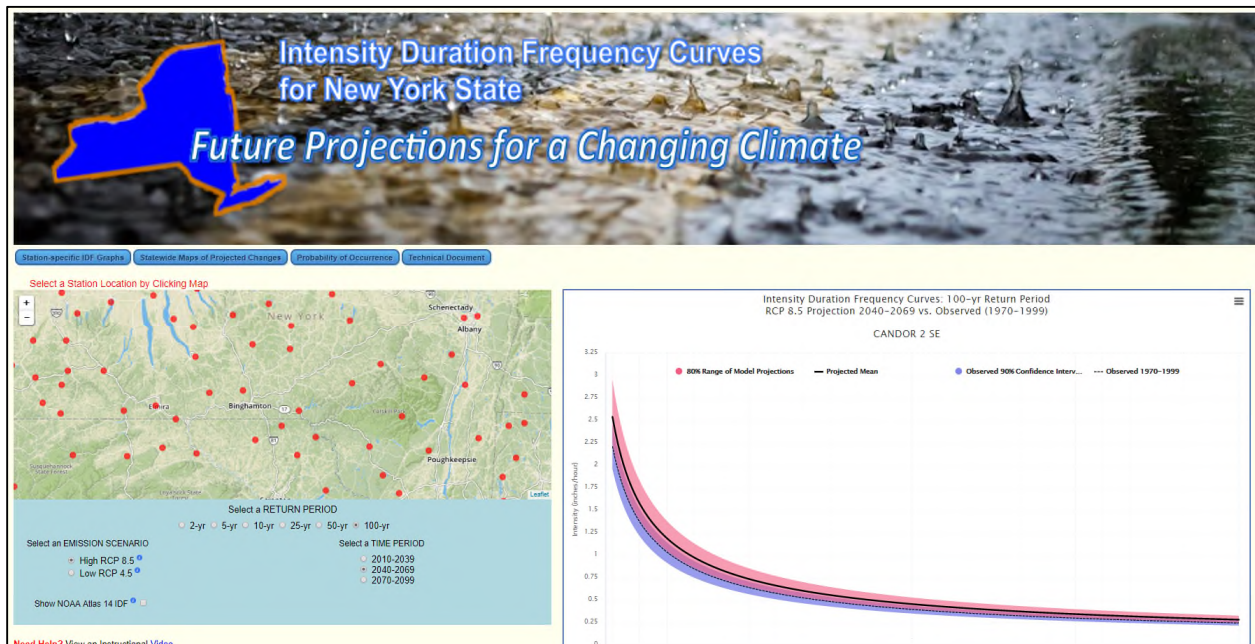 Intensity Duration Frequency Curves
for New York State
Future Projections for a Changing Climate
Station-specific IDF Graphs
Statewide Maps of Projected Changes
Probability of Occurrence
Technical Document
Select a Station Location by Clicking Map
+
−
New York
Schenectady
Albany
Elmira
Binghamton
Poughkeepsie
Leaflet
Select a RETURN PERIOD
2-yr 5-yr 10-yr 25-yr 50-yr 100-yr
Select an EMISSION SCENARIO
High RCP 8.5
Low RCP 4.5
Select a TIME PERIOD
2010-2039
2040-2069
2070-2099
Show NOAA Atlas 14 IDF
Need Help? View an Instructional Video
Intensity Duration Frequency Curves: 100-yr Return Period
RCP 8.5 Projection 2040-2069 vs. Observed (1970-1999)
CANDOR 2 SE
80% Range of Model Projections
Projected Mean
Observed 90% Confidence Interv...
Observed 1970-1999
Intensity (inches/hour)
3.25
3
2.75
2.5
2.25
2
1.75
1.5
1.25
1
0.75
0.5
0.25
0